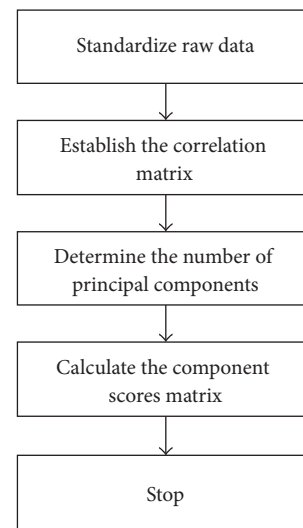 Standardize raw data
Establish the correlation
matrix
Determine the number of
principal components
Calculate the component
scores matrix
Stop